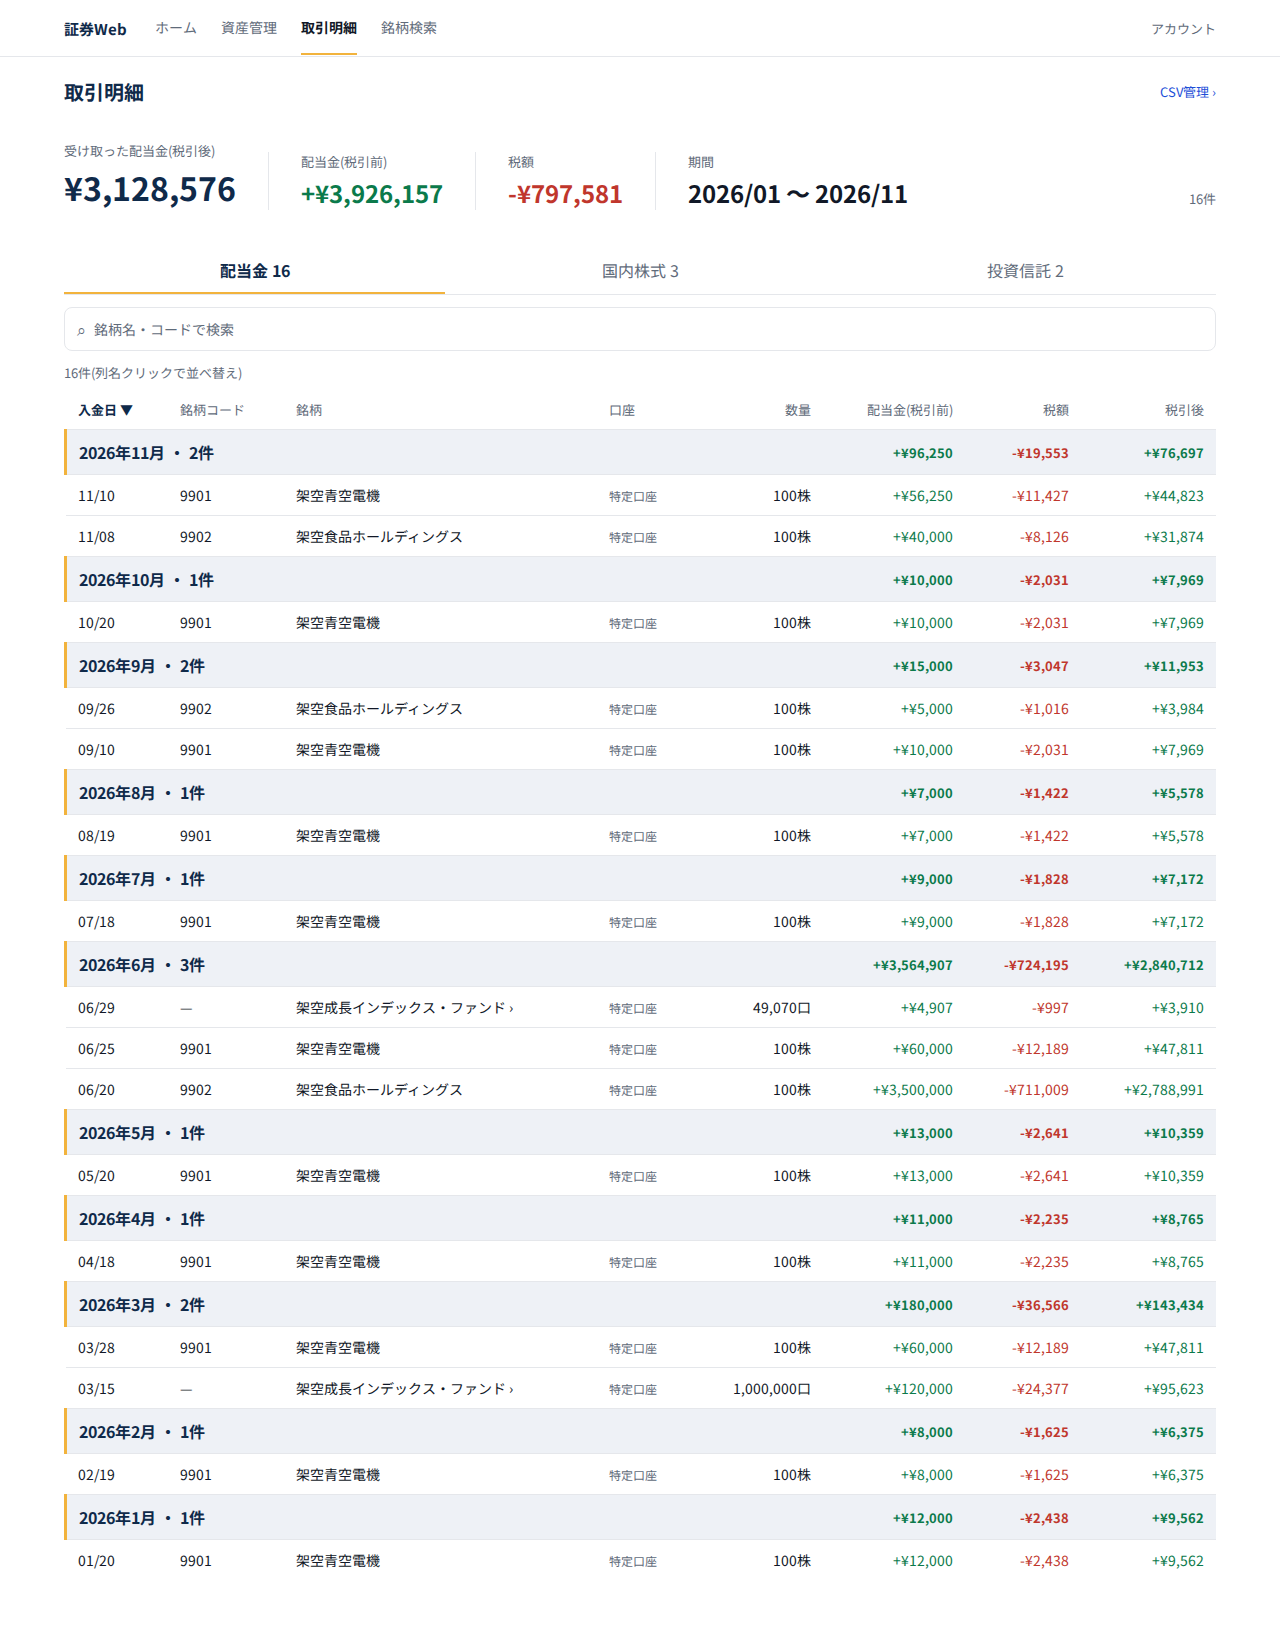 証券Web ホーム 資産管理 取引明細 銘柄検索 アカウント
取引明細 CSV管理 ›
受け取った配当金(税引後) 配当金(税引前) 税額 期間
¥3,128,576 +¥3,926,157 -¥797,581 2026/01 〜 2026/11 16件
配当金 16 国内株式 3 投資信託 2
⌕ 銘柄名・コードで検索
16件(列名クリックで並べ替え)
入金日 ▼ 銘柄コード 銘柄 口座 数量 配当金(税引前) 税額 税引後
2026年11月 ・ 2件 +¥96,250 -¥19,553 +¥76,697
11/10 9901 架空青空電機 特定口座 100株 +¥56,250 -¥11,427 +¥44,823
11/08 9902 架空食品ホールディングス 特定口座 100株 +¥40,000 -¥8,126 +¥31,874
2026年10月 ・ 1件 +¥10,000 -¥2,031 +¥7,969
10/20 9901 架空青空電機 特定口座 100株 +¥10,000 -¥2,031 +¥7,969
2026年9月 ・ 2件 +¥15,000 -¥3,047 +¥11,953
09/26 9902 架空食品ホールディングス 特定口座 100株 +¥5,000 -¥1,016 +¥3,984
09/10 9901 架空青空電機 特定口座 100株 +¥10,000 -¥2,031 +¥7,969
2026年8月 ・ 1件 +¥7,000 -¥1,422 +¥5,578
08/19 9901 架空青空電機 特定口座 100株 +¥7,000 -¥1,422 +¥5,578
2026年7月 ・ 1件 +¥9,000 -¥1,828 +¥7,172
07/18 9901 架空青空電機 特定口座 100株 +¥9,000 -¥1,828 +¥7,172
2026年6月 ・ 3件 +¥3,564,907 -¥724,195 +¥2,840,712
06/29 — 架空成長インデックス・ファンド › 特定口座 49,070口 +¥4,907 -¥997 +¥3,910
06/25 9901 架空青空電機 特定口座 100株 +¥60,000 -¥12,189 +¥47,811
06/20 9902 架空食品ホールディングス 特定口座 100株 +¥3,500,000 -¥711,009 +¥2,788,991
2026年5月 ・ 1件 +¥13,000 -¥2,641 +¥10,359
05/20 9901 架空青空電機 特定口座 100株 +¥13,000 -¥2,641 +¥10,359
2026年4月 ・ 1件 +¥11,000 -¥2,235 +¥8,765
04/18 9901 架空青空電機 特定口座 100株 +¥11,000 -¥2,235 +¥8,765
2026年3月 ・ 2件 +¥180,000 -¥36,566 +¥143,434
03/28 9901 架空青空電機 特定口座 100株 +¥60,000 -¥12,189 +¥47,811
03/15 — 架空成長インデックス・ファンド › 特定口座 1,000,000口 +¥120,000 -¥24,377 +¥95,623
2026年2月 ・ 1件 +¥8,000 -¥1,625 +¥6,375
02/19 9901 架空青空電機 特定口座 100株 +¥8,000 -¥1,625 +¥6,375
2026年1月 ・ 1件 +¥12,000 -¥2,438 +¥9,562
01/20 9901 架空青空電機 特定口座 100株 +¥12,000 -¥2,438 +¥9,562